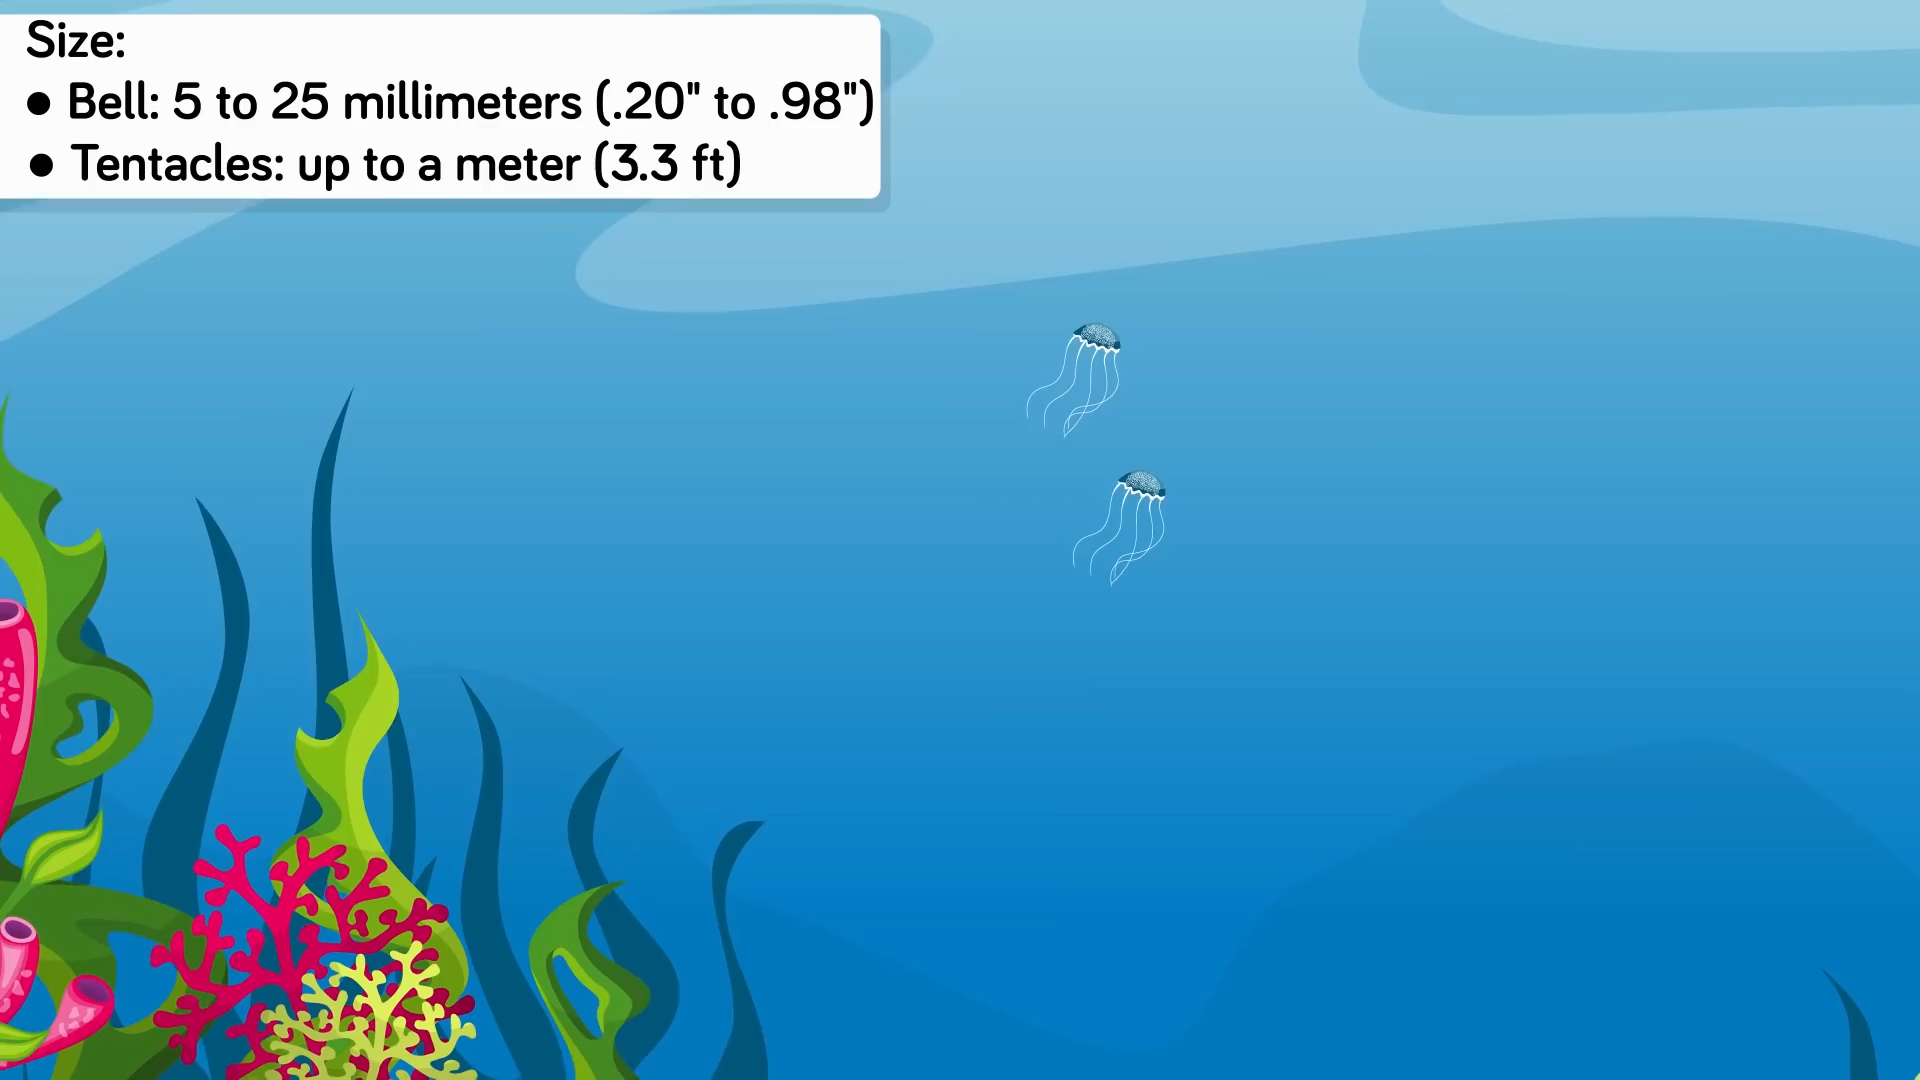 Size:
● Bell: 5 to 25 millimeters (.20" to .98")
● Tentacles: up to a meter (3.3 ft)